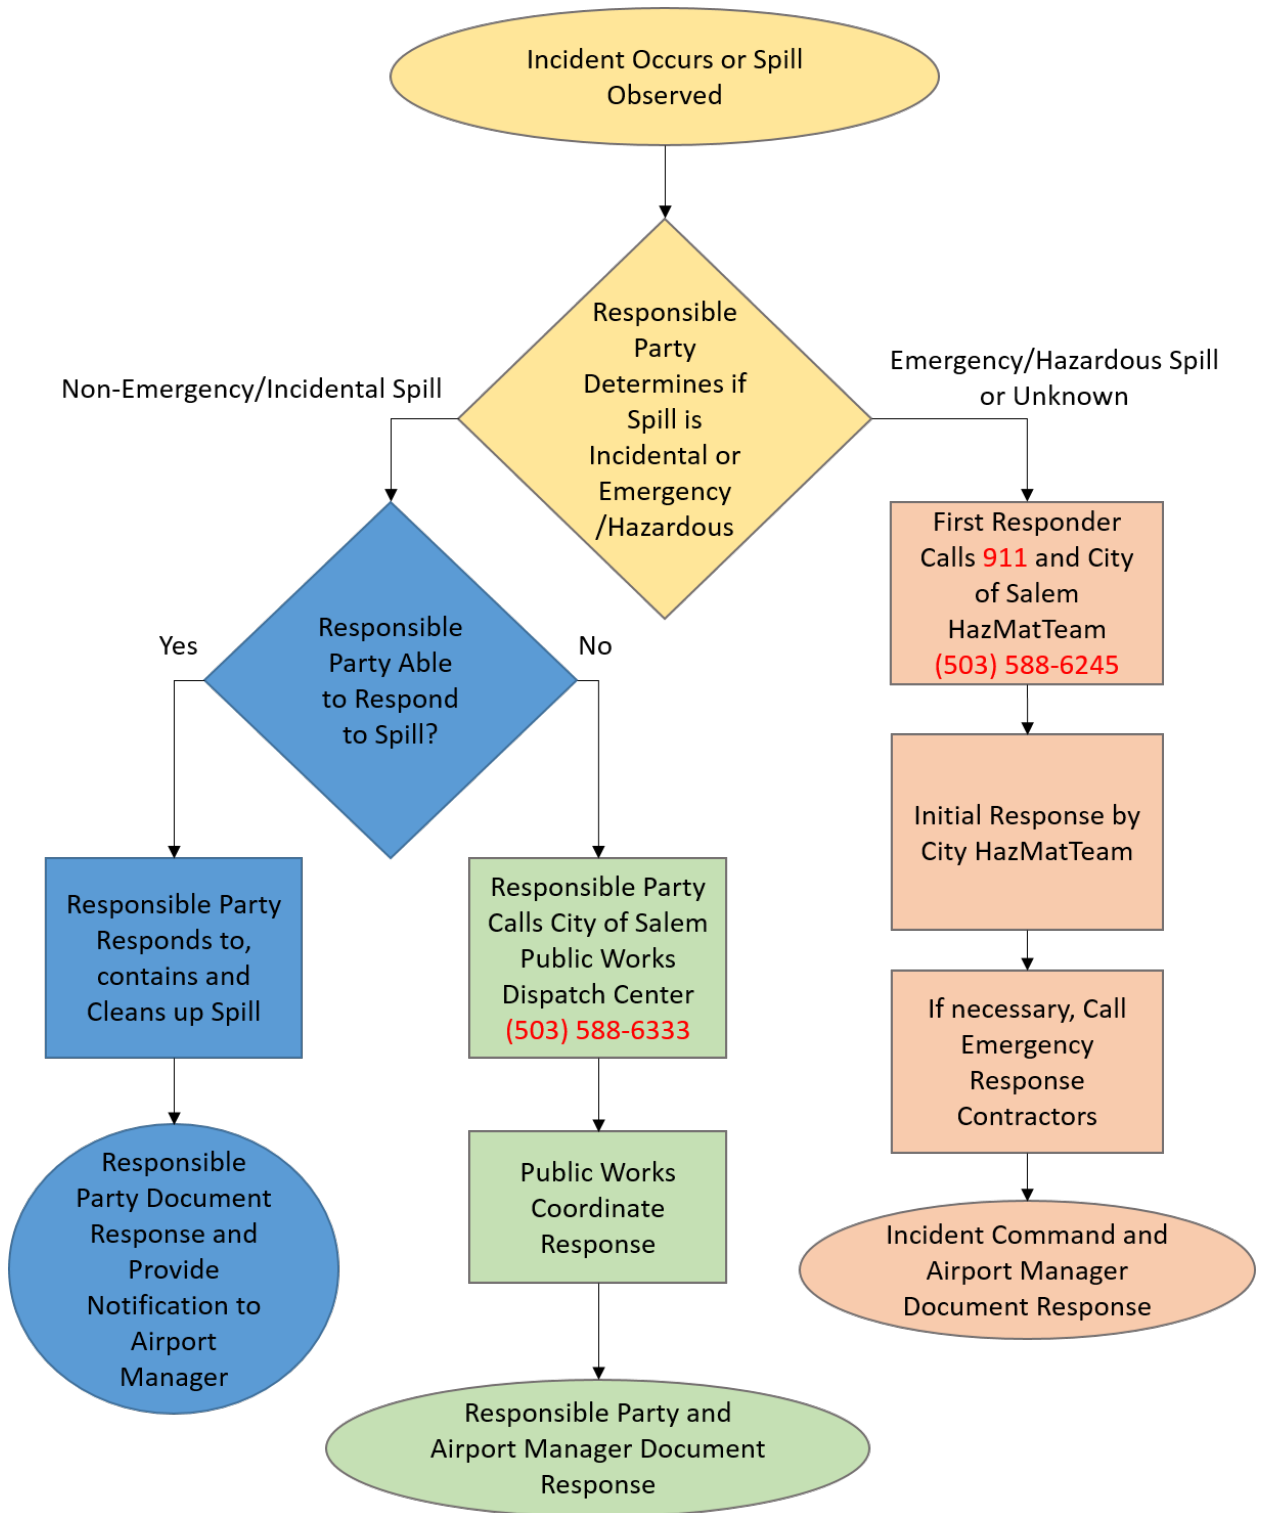 Incident Occurs or Spill
Observed
Responsible
Party
Determines if
Spill is
Incidental or
Emergency
/Hazardous
Non-Emergency/Incidental Spill
Emergency/Hazardous Spill
or Unknown
First Responder
Calls 911 and City
of Salem
HazMatTeam
(503) 588-6245
Responsible
Party Able
to Respond
to Spill?
Yes
No
Initial Response by
City HazMatTeam
Responsible Party
Responds to,
contains and
Cleans up Spill
Responsible Party
Calls City of Salem
Public Works
Dispatch Center
(503) 588-6333
If necessary, Call
Emergency
Response
Contractors
Responsible
Party Document
Response and
Provide
Notification to
Airport
Manager
Public Works
Coordinate
Response
Incident Command and
Airport Manager
Document Response
Responsible Party and
Airport Manager Document
Response